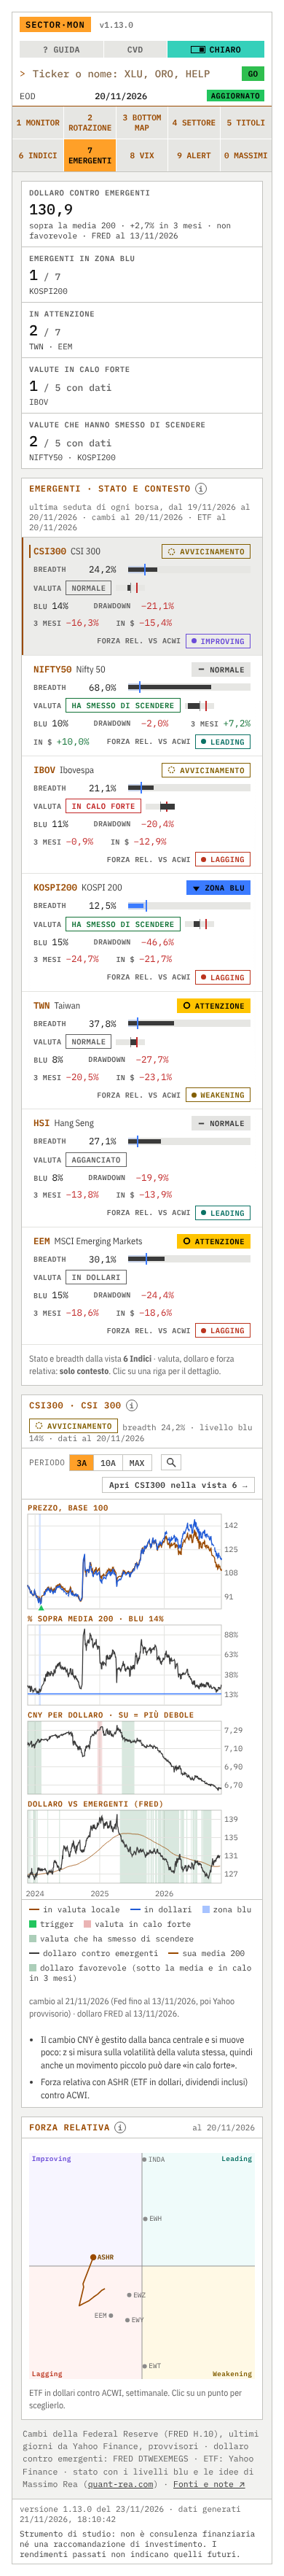 SECTOR·MON v1.13.0
? GUIDA CVD CHIARO
> Ticker o nome: XLU, ORO, HELP GO
EOD 20/11/2026 AGGIORNATO
1 MONITOR 2 ROTAZIONE 3 BOTTOM MAP 4 SETTORE 5 TITOLI
6 INDICI 7 EMERGENTI 8 VIX 9 ALERT 0 MASSIMI
DOLLARO CONTRO EMERGENTI
130,9
sopra la media 200 · +2,7% in 3 mesi · non
favorevole · FRED al 13/11/2026
EMERGENTI IN ZONA BLU
1 / 7
KOSPI200
IN ATTENZIONE
2 / 7
TWN · EEM
VALUTE IN CALO FORTE
1 / 5 con dati
IBOV
VALUTE CHE HANNO SMESSO DI SCENDERE
2 / 5 con dati
NIFTY50 · KOSPI200
EMERGENTI · STATO E CONTESTO i
ultima seduta di ogni borsa, dal 19/11/2026 al
20/11/2026 · cambi al 20/11/2026 · ETF al
20/11/2026
CSI300 CSI 300 AVVICINAMENTO
BREADTH 24,2%
VALUTA NORMALE
BLU 14% DRAWDOWN −21,1%
3 MESI −16,3% IN $ −15,4%
FORZA REL. VS ACWI IMPROVING
NIFTY50 Nifty 50 NORMALE
BREADTH 68,0%
VALUTA HA SMESSO DI SCENDERE
BLU 10% DRAWDOWN −2,0% 3 MESI +7,2%
IN $ +10,0% FORZA REL. VS ACWI LEADING
IBOV Ibovespa AVVICINAMENTO
BREADTH 21,1%
VALUTA IN CALO FORTE
BLU 11% DRAWDOWN −20,4%
3 MESI −0,9% IN $ −12,9%
FORZA REL. VS ACWI LAGGING
KOSPI200 KOSPI 200 ZONA BLU
BREADTH 12,5%
VALUTA HA SMESSO DI SCENDERE
BLU 15% DRAWDOWN −46,6%
3 MESI −24,7% IN $ −21,7%
FORZA REL. VS ACWI LAGGING
TWN Taiwan ATTENZIONE
BREADTH 37,8%
VALUTA NORMALE
BLU 8% DRAWDOWN −27,7%
3 MESI −20,5% IN $ −23,1%
FORZA REL. VS ACWI WEAKENING
HSI Hang Seng NORMALE
BREADTH 27,1%
VALUTA AGGANCIATO
BLU 8% DRAWDOWN −19,9%
3 MESI −13,8% IN $ −13,9%
FORZA REL. VS ACWI LEADING
EEM MSCI Emerging Markets ATTENZIONE
BREADTH 30,1%
VALUTA IN DOLLARI
BLU 15% DRAWDOWN −24,4%
3 MESI −18,6% IN $ −18,6%
FORZA REL. VS ACWI LAGGING
Stato e breadth dalla vista 6 Indici · valuta, dollaro e forza
relativa: solo contesto. Clic su una riga per il dettaglio.
CSI300 · CSI 300 i
AVVICINAMENTO breadth 24,2% · livello blu
14% · dati al 20/11/2026
PERIODO 3A 10A MAX
Apri CSI300 nella vista 6 →
PREZZO, BASE 100
142
125
108
91
% SOPRA MEDIA 200 · BLU 14%
88%
63%
38%
13%
CNY PER DOLLARO · SU = PIÙ DEBOLE
7,29
7,10
6,90
6,70
DOLLARO VS EMERGENTI (FRED)
139
135
131
127
2024 2025 2026
in valuta locale in dollari zona blu
trigger valuta in calo forte
valuta che ha smesso di scendere
dollaro contro emergenti sua media 200
dollaro favorevole (sotto la media e in calo
in 3 mesi)
cambio al 21/11/2026 (Fed fino al 13/11/2026, poi Yahoo
provvisorio) · dollaro FRED al 13/11/2026.
• Il cambio CNY è gestito dalla banca centrale e si muove
poco: z si misura sulla volatilità della valuta stessa, quindi
anche un movimento piccolo può dare «in calo forte».
• Forza relativa con ASHR (ETF in dollari, dividendi inclusi)
contro ACWI.
FORZA RELATIVA i al 20/11/2026
Improving Leading
INDA
EWH
ASHR
EWZ
EEM
EWY
EWT
Lagging Weakening
ETF in dollari contro ACWI, settimanale. Clic su un punto per
sceglierlo.
Cambi della Federal Reserve (FRED H.10), ultimi
giorni da Yahoo Finance, provvisori · dollaro
contro emergenti: FRED DTWEXEMEGS · ETF: Yahoo
Finance · stato con i livelli blu e le idee di
Massimo Rea (quant-rea.com) · Fonti e note ↗
versione 1.13.0 del 23/11/2026 · dati generati
21/11/2026, 18:10:42
Strumento di studio: non è consulenza finanziaria
né una raccomandazione di investimento. I
rendimenti passati non indicano quelli futuri.